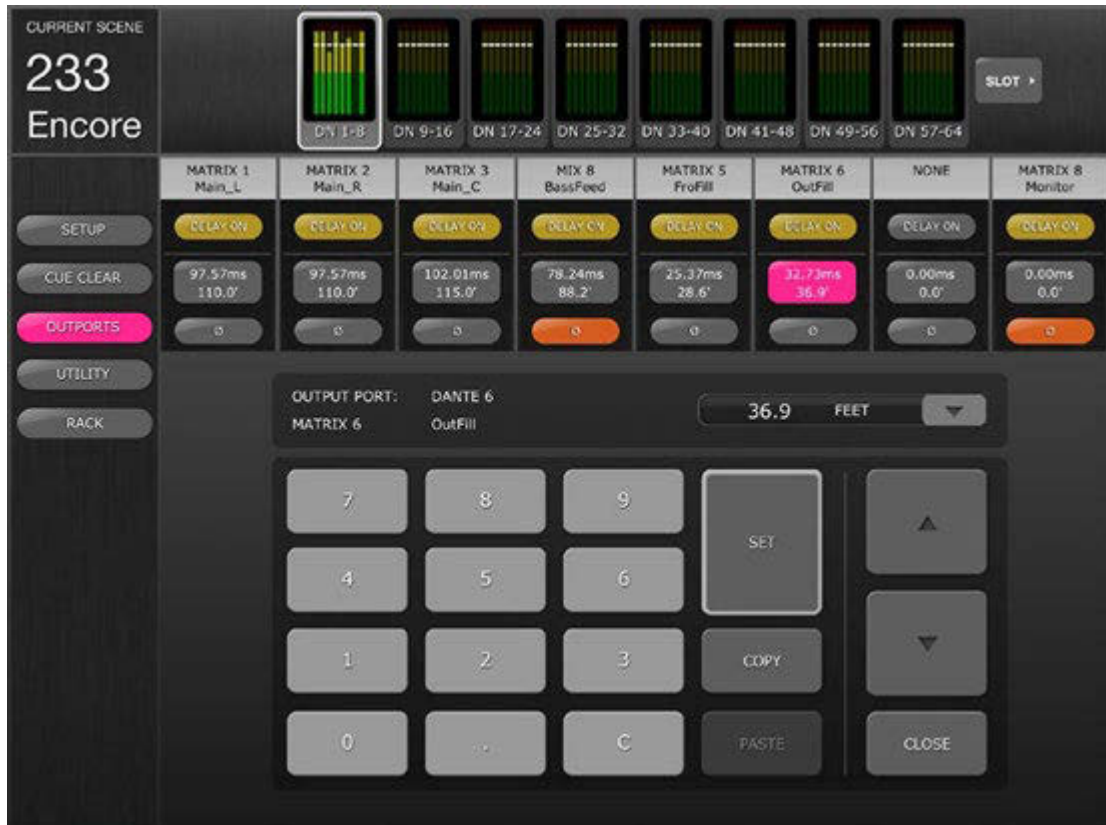 CURRENT SCENE
233
Encore
DN 1-8 DN 9-16 DN 17-24 DN 25-32 DN 33-40 DN 41-48 DN 49-56 DN 57-64
SLOT
MATRIX 1 MATRIX 2 MATRIX 3 MIX 8 MATRIX 5 MATRIX 6 NONE MATRIX 8
Main_L Main_R Main_C BassFeed FroFill OutFill Monitor
SETUP
DELAY ON DELAY ON DELAY ON DELAY ON DELAY ON DELAY ON DELAY ON DELAY ON
CUE CLEAR
97.57ms 97.57ms 102.01ms 78.24ms 25.37ms 32.73ms 0.00ms 0.00ms
110.0' 110.0' 115.0' 88.2' 28.6' 36.9' 0.0' 0.0'
OUTPORTS
Ø Ø Ø Ø Ø Ø Ø Ø
UTILITY
RACK
OUTPUT PORT: DANTE 6
MATRIX 6 OutFill
36.9 FEET
7 8 9
SET
4 5 6
1 2 3 COPY
0 . C PASTE CLOSE